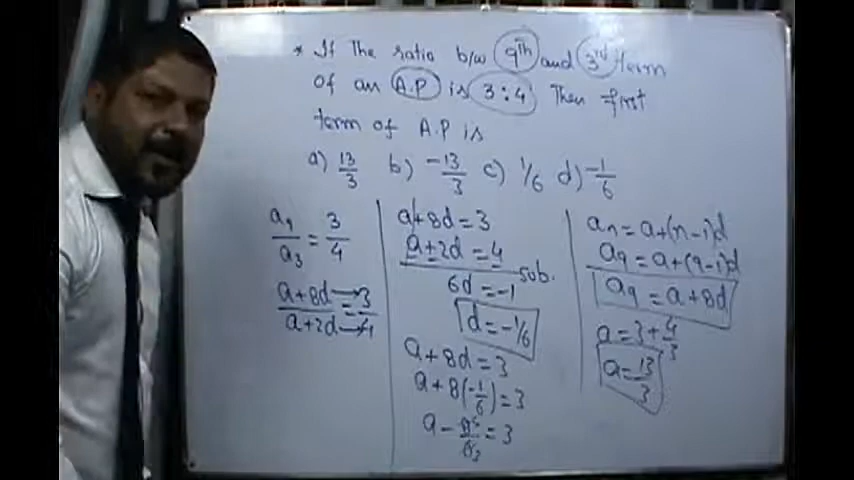 * If The ratio b/w 9th and 3rd term
of an A.P is 3:4 Then first
term of A.P is
a) 13/3 b) -13/3 c) 1/6 d) -1/6
a9/a3 = 3/4
a+8d/a+2d = 3/4
a+8d=3
a+2d=4
sub.
6d=-1
d=-1/6
a+8d=3
a+8(-1/6)=3
a-8/6=3
an=a+(n-1)d
a9=a+(9-1)d
a9=a+8d
a=3+4/3
a=13/3